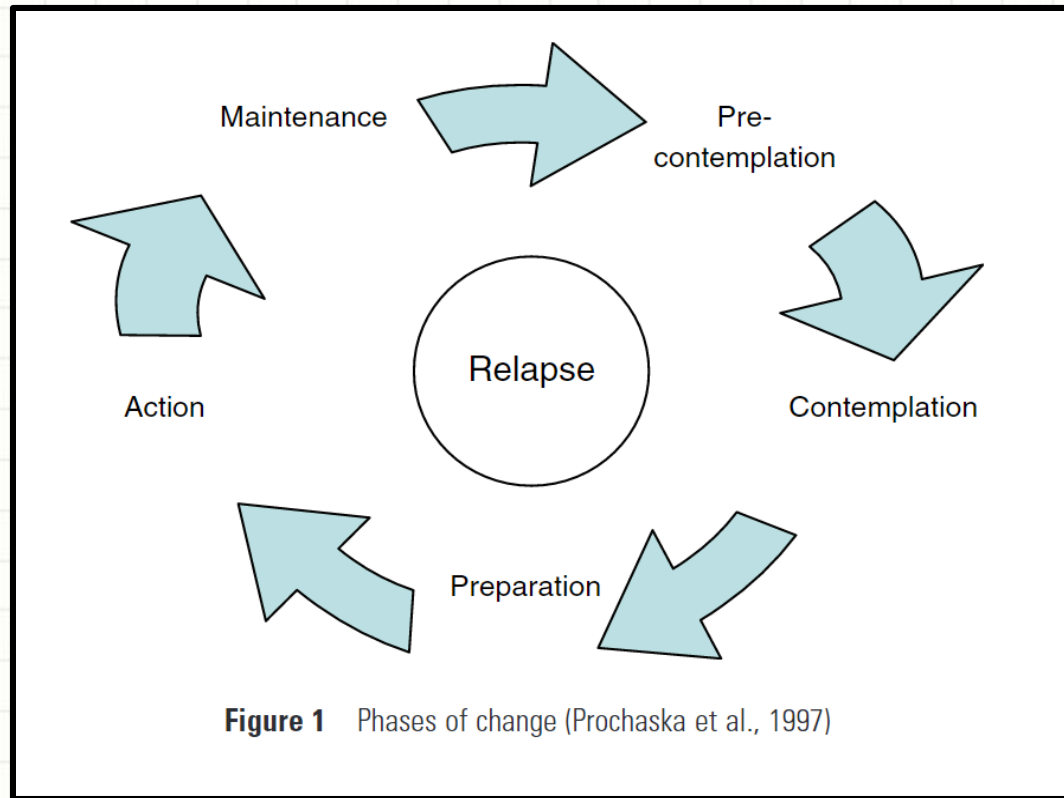 Maintenance
Pre-
contemplation
Relapse
Action
Contemplation
Preparation
Figure 1 Phases of change (Prochaska et al., 1997)